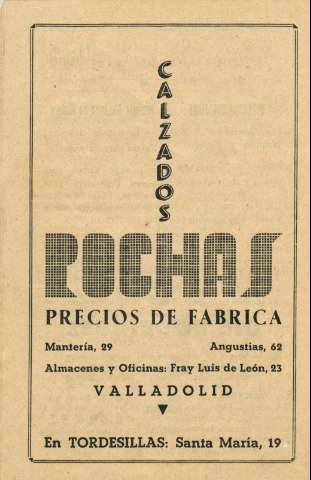 CALZADOS
ROCHAS
PRECIOS DE FABRICA
Mantería, 29 Angustias, 62
Almacenes y Oficinas: Fray Luis de León, 23
VALLADOLID
En TORDESILLAS: Santa María, 19